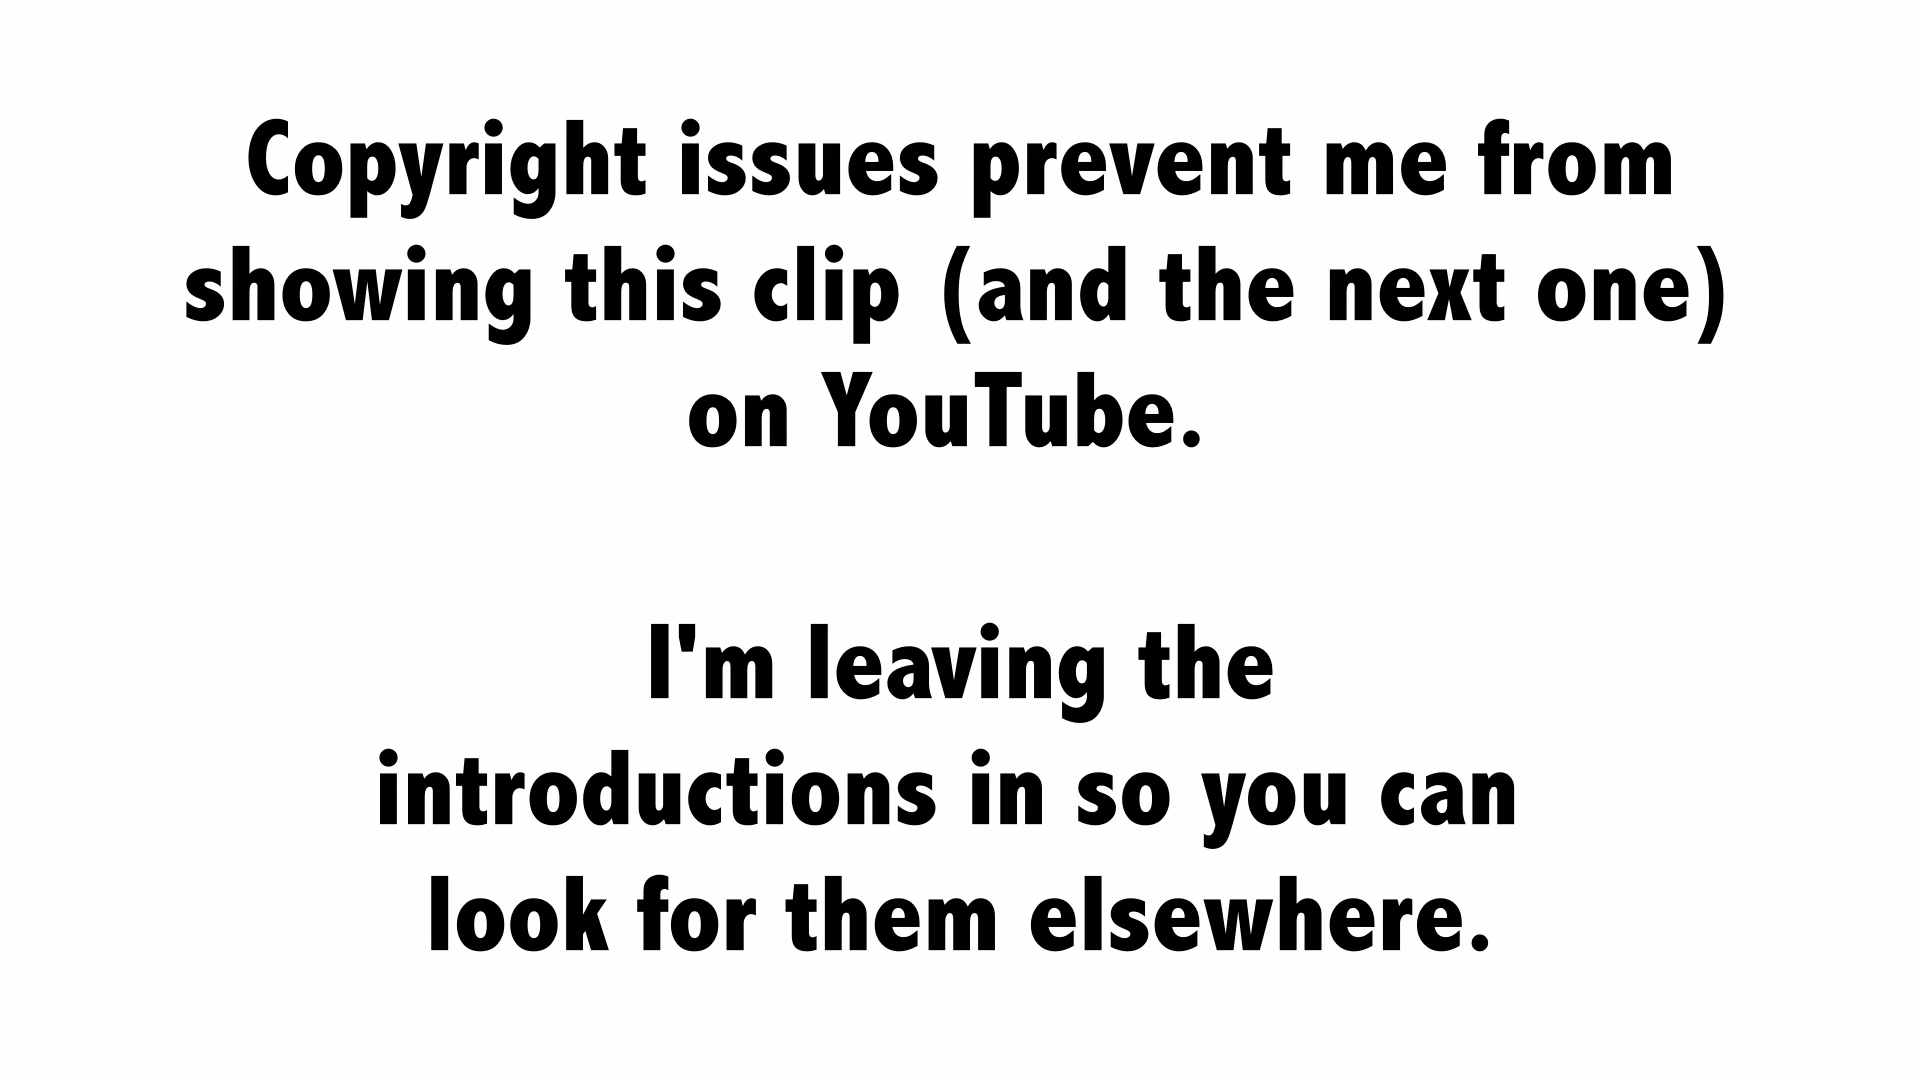 Copyright issues prevent me from
showing this clip (and the next one)
on YouTube.
I'm leaving the
introductions in so you can
look for them elsewhere.